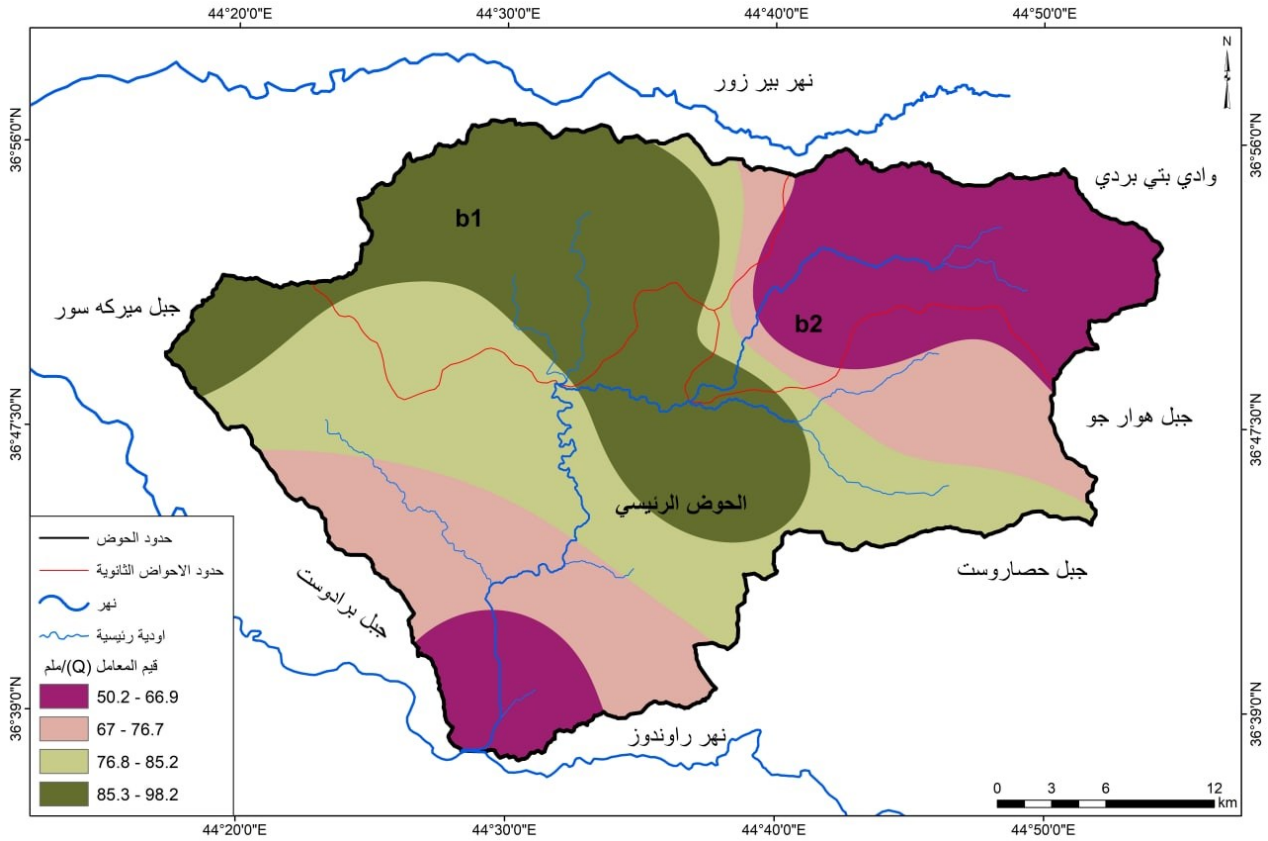 44°20'0"E
44°30'0"E
44°40'0"E
44°50'0"E
N
36°56'0"N
36°56'0"N
نهر بير زور
وادي بتي بردي
b1
b2
جبل ميركه سور
36°47'30"N
36°47'30"N
جبل هوار جو
الحوض الرئيسي
جبل حصاروست
جبل برادوست
نهر راوندوز
حدود الحوض
حدود الاحواض الثانوية
نهر
اودية رئيسية
قيم المعامل (Q)/ملم
50.2 - 66.9
67 - 76.7
76.8 - 85.2
85.3 - 98.2
36°39'0"N
36°39'0"N
0 3 6 12
km
44°20'0"E
44°30'0"E
44°40'0"E
44°50'0"E